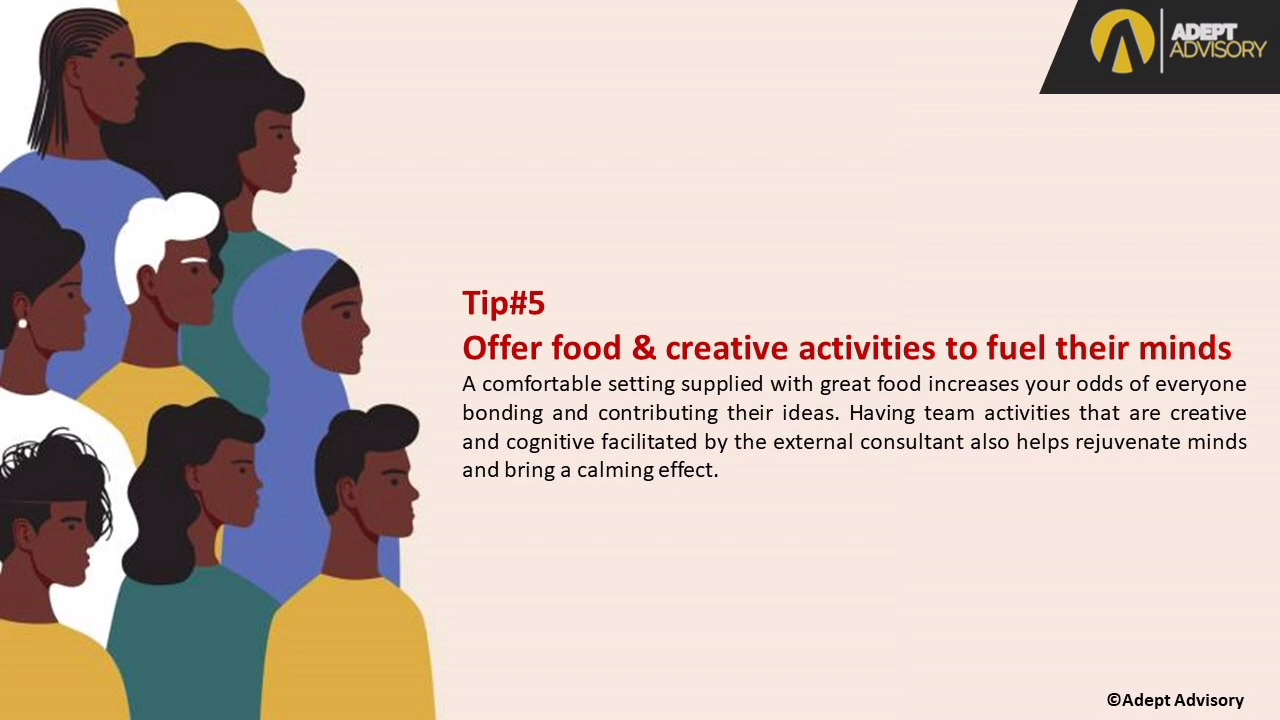 ADEPT
ADVISORY
Tip#5
Offer food & creative activities to fuel their minds
A comfortable setting supplied with great food increases your odds of everyone
bonding and contributing their ideas. Having team activities that are creative
and cognitive facilitated by the external consultant also helps rejuvenate minds
and bring a calming effect.
©Adept Advisory